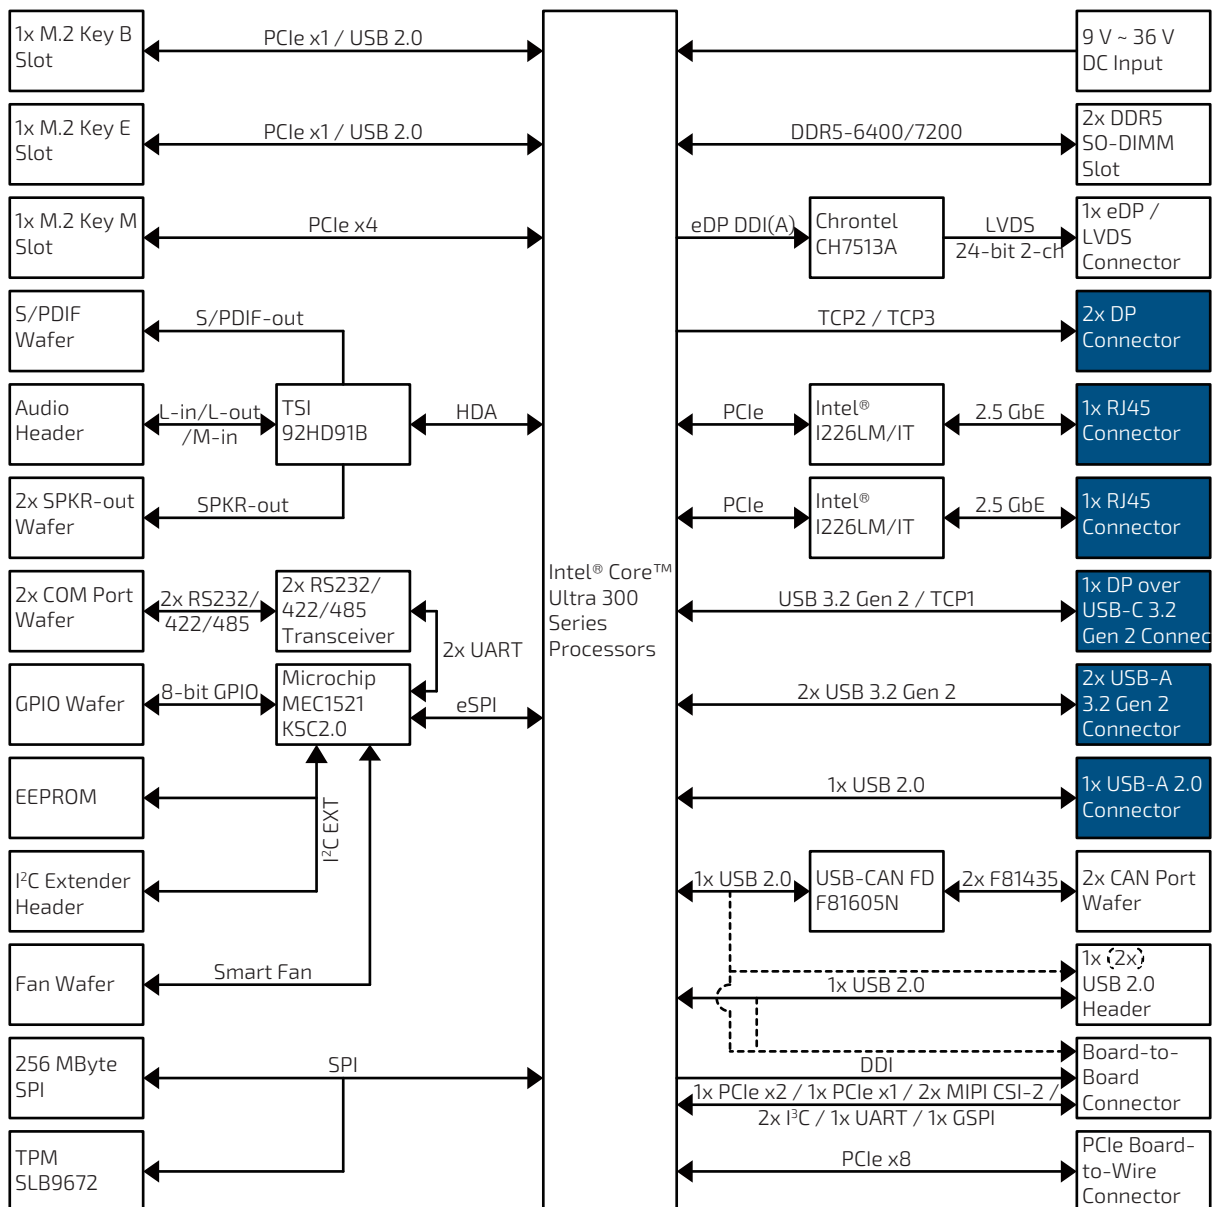 1x M.2 Key B
Slot
PCIe x1 / USB 2.0
1x M.2 Key E
Slot
PCIe x1 / USB 2.0
1x M.2 Key M
Slot
PCIe x4
S/PDIF
Wafer
S/PDIF-out
Audio
Header
L-in/L-out
/M-in
TSI
92HD91B
HDA
2x SPKR-out
Wafer
SPKR-out
2x COM Port
Wafer
2x RS232/
422/485
2x RS232/
422/485
Transceiver
2x UART
GPIO Wafer
8-bit GPIO
Microchip
MEC1521
KSC2.0
eSPI
EEPROM
I²C EXT
I²C Extender
Header
Fan Wafer
Smart Fan
256 MByte
SPI
SPI
TPM
SLB9672
Intel® Core™
Ultra 300
Series
Processors
9 V ~ 36 V
DC Input
DDR5-6400/7200
2x DDR5
SO-DIMM
Slot
eDP DDI(A)
Chrontel
CH7513A
LVDS
24-bit 2-ch
1x eDP /
LVDS
Connector
TCP2 / TCP3
2x DP
Connector
PCIe
Intel®
I226LM/IT
2.5 GbE
1x RJ45
Connector
PCIe
Intel®
I226LM/IT
2.5 GbE
1x RJ45
Connector
USB 3.2 Gen 2 / TCP1
1x DP over
USB-C 3.2
Gen 2 Connec
2x USB 3.2 Gen 2
2x USB-A
3.2 Gen 2
Connector
1x USB 2.0
1x USB-A 2.0
Connector
1x USB 2.0
USB-CAN FD
F81605N
2x F81435
2x CAN Port
Wafer
1x USB 2.0
1x (2x)
USB 2.0
Header
DDI
1x PCIe x2 / 1x PCIe x1 / 2x MIPI CSI-2 /
2x I³C / 1x UART / 1x GSPI
Board-to-
Board
Connector
PCIe x8
PCIe Board-
to-Wire
Connector